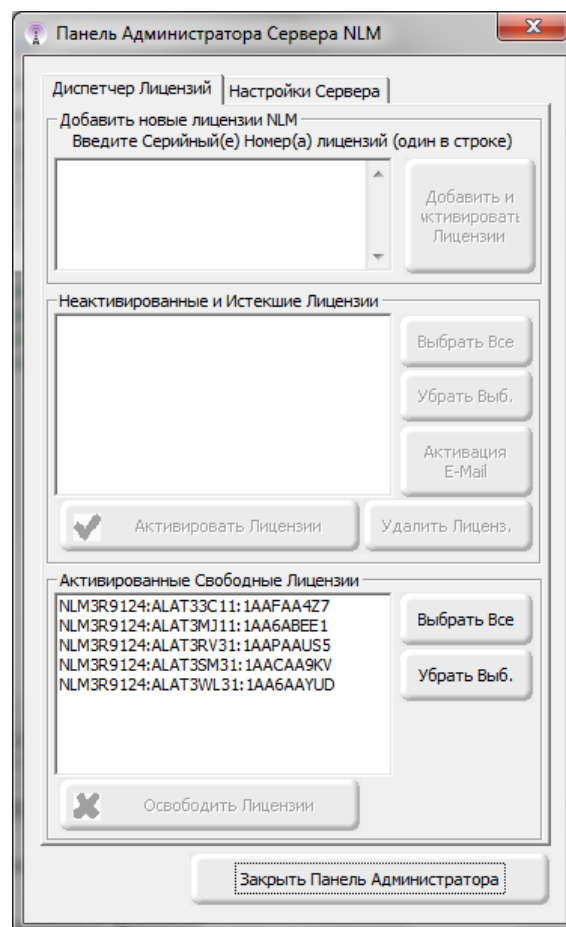 Панель Администратора Сервера NLM
x
Диспетчер Лицензий
Настройки Сервера
Добавить новые лицензии NLM
Введите Серийный(е) Номер(а) лицензий (один в строке)
Добавить и
ктивировать
Лицензии
Неактивированные и Истекшие Лицензии
Выбрать Все
Убрать Выб.
Активация
E-Mail
Активировать Лицензии
Удалить Лиценз.
Активированные Свободные Лицензии
NLM3R9124:ALAT33C11:1AAFAA4Z7
NLM3R9124:ALAT3MJ11:1AA6ABEE1
NLM3R9124:ALAT3RV31:1AAPAAUS5
NLM3R9124:ALAT3SM31:1AACAA9KV
NLM3R9124:ALAT3WL31:1AA6AAYUD
Выбрать Все
Убрать Выб.
Освободить Лицензии
Закрыть Панель Администратора